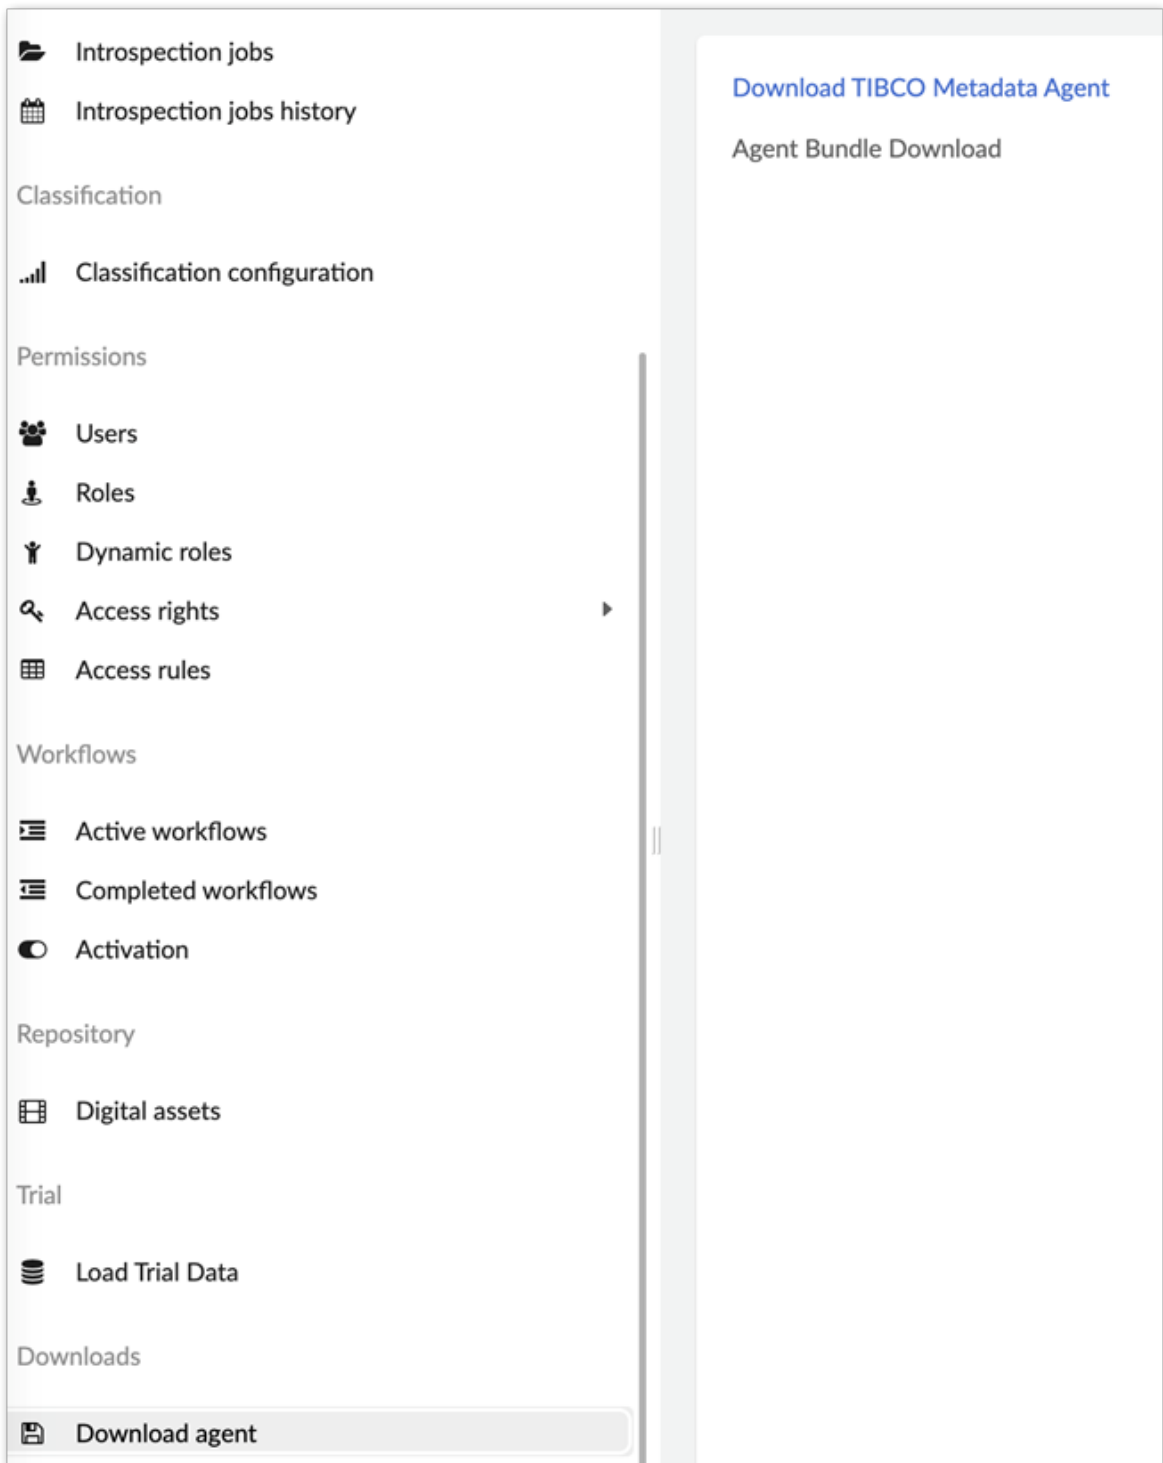 Introspection jobs
Introspection jobs history
Classification
Classification configuration
Permissions
Users
Roles
Dynamic roles
Access rights
Access rules
Workflows
Active workflows
Completed workflows
Activation
Repository
Digital assets
Trial
Load Trial Data
Downloads
Download agent
Download TIBCO Metadata Agent
Agent Bundle Download